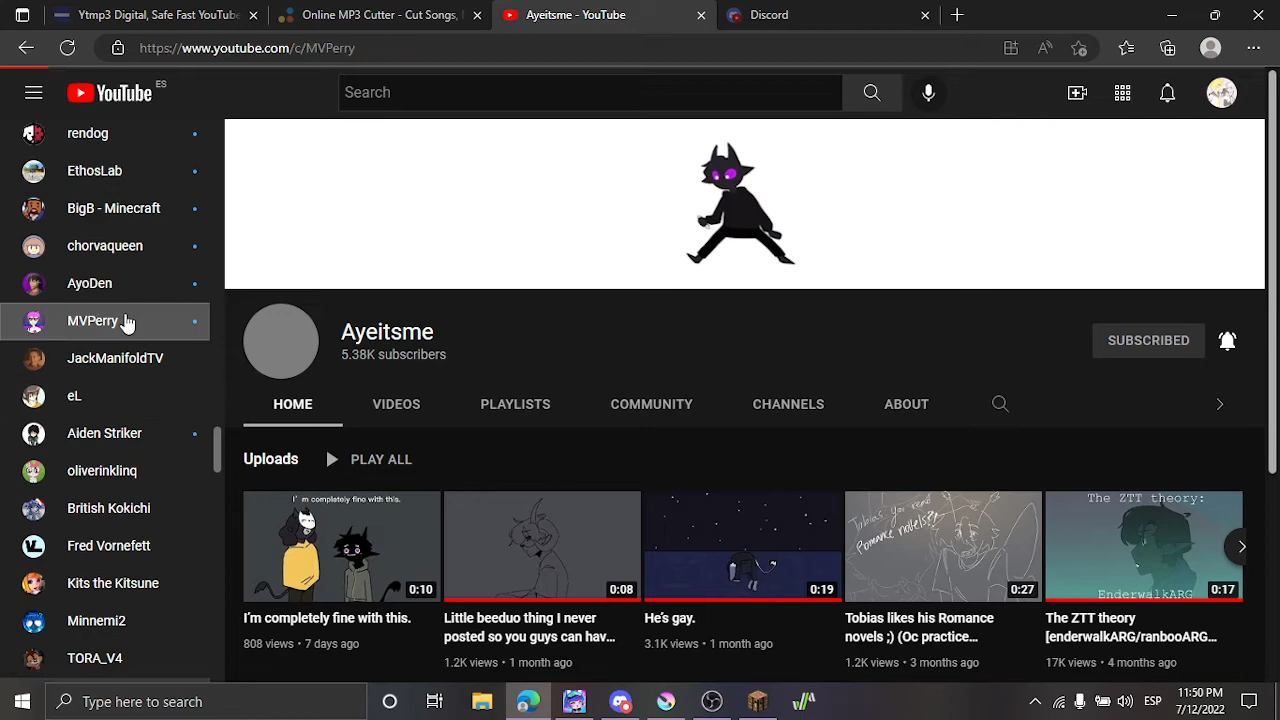 Ytmp3 Digital, Safe Fast YouTube
Online MP3 Cutter - Cut Songs,
Ayeitsme - YouTube
Discord
https://www.youtube.com/c/MVPerry
YouTube ES
Search
rendog
EthosLab
BigB - Minecraft
chorvaqueen
AyoDen
MVPerry
JackManifoldTV
eL
Aiden Striker
oliverinklinq
British Kokichi
Fred Vornefett
Kits the Kitsune
Minnemi2
TORA_V4
Ayeitsme
5.38K subscribers
SUBSCRIBED
HOME VIDEOS PLAYLISTS COMMUNITY CHANNELS ABOUT
Uploads PLAY ALL
I'm completely fine with this.
0:10
I'm completely fine with this.
808 views • 7 days ago
0:08
Little beeduo thing I never
posted so you guys can hav...
1.2K views • 1 month ago
0:19
He's gay.
3.1K views • 1 month ago
Tobias you read
Romance novels??
0:27
Tobias likes his Romance
novels ;) (Oc practice...
1.2K views • 3 months ago
The ZTT theory:
EnderwalkARG
0:17
The ZTT theory
[enderwalkARG/ranbooARG...
17K views • 4 months ago
Type here to search
ESP
11:50 PM
7/12/2022